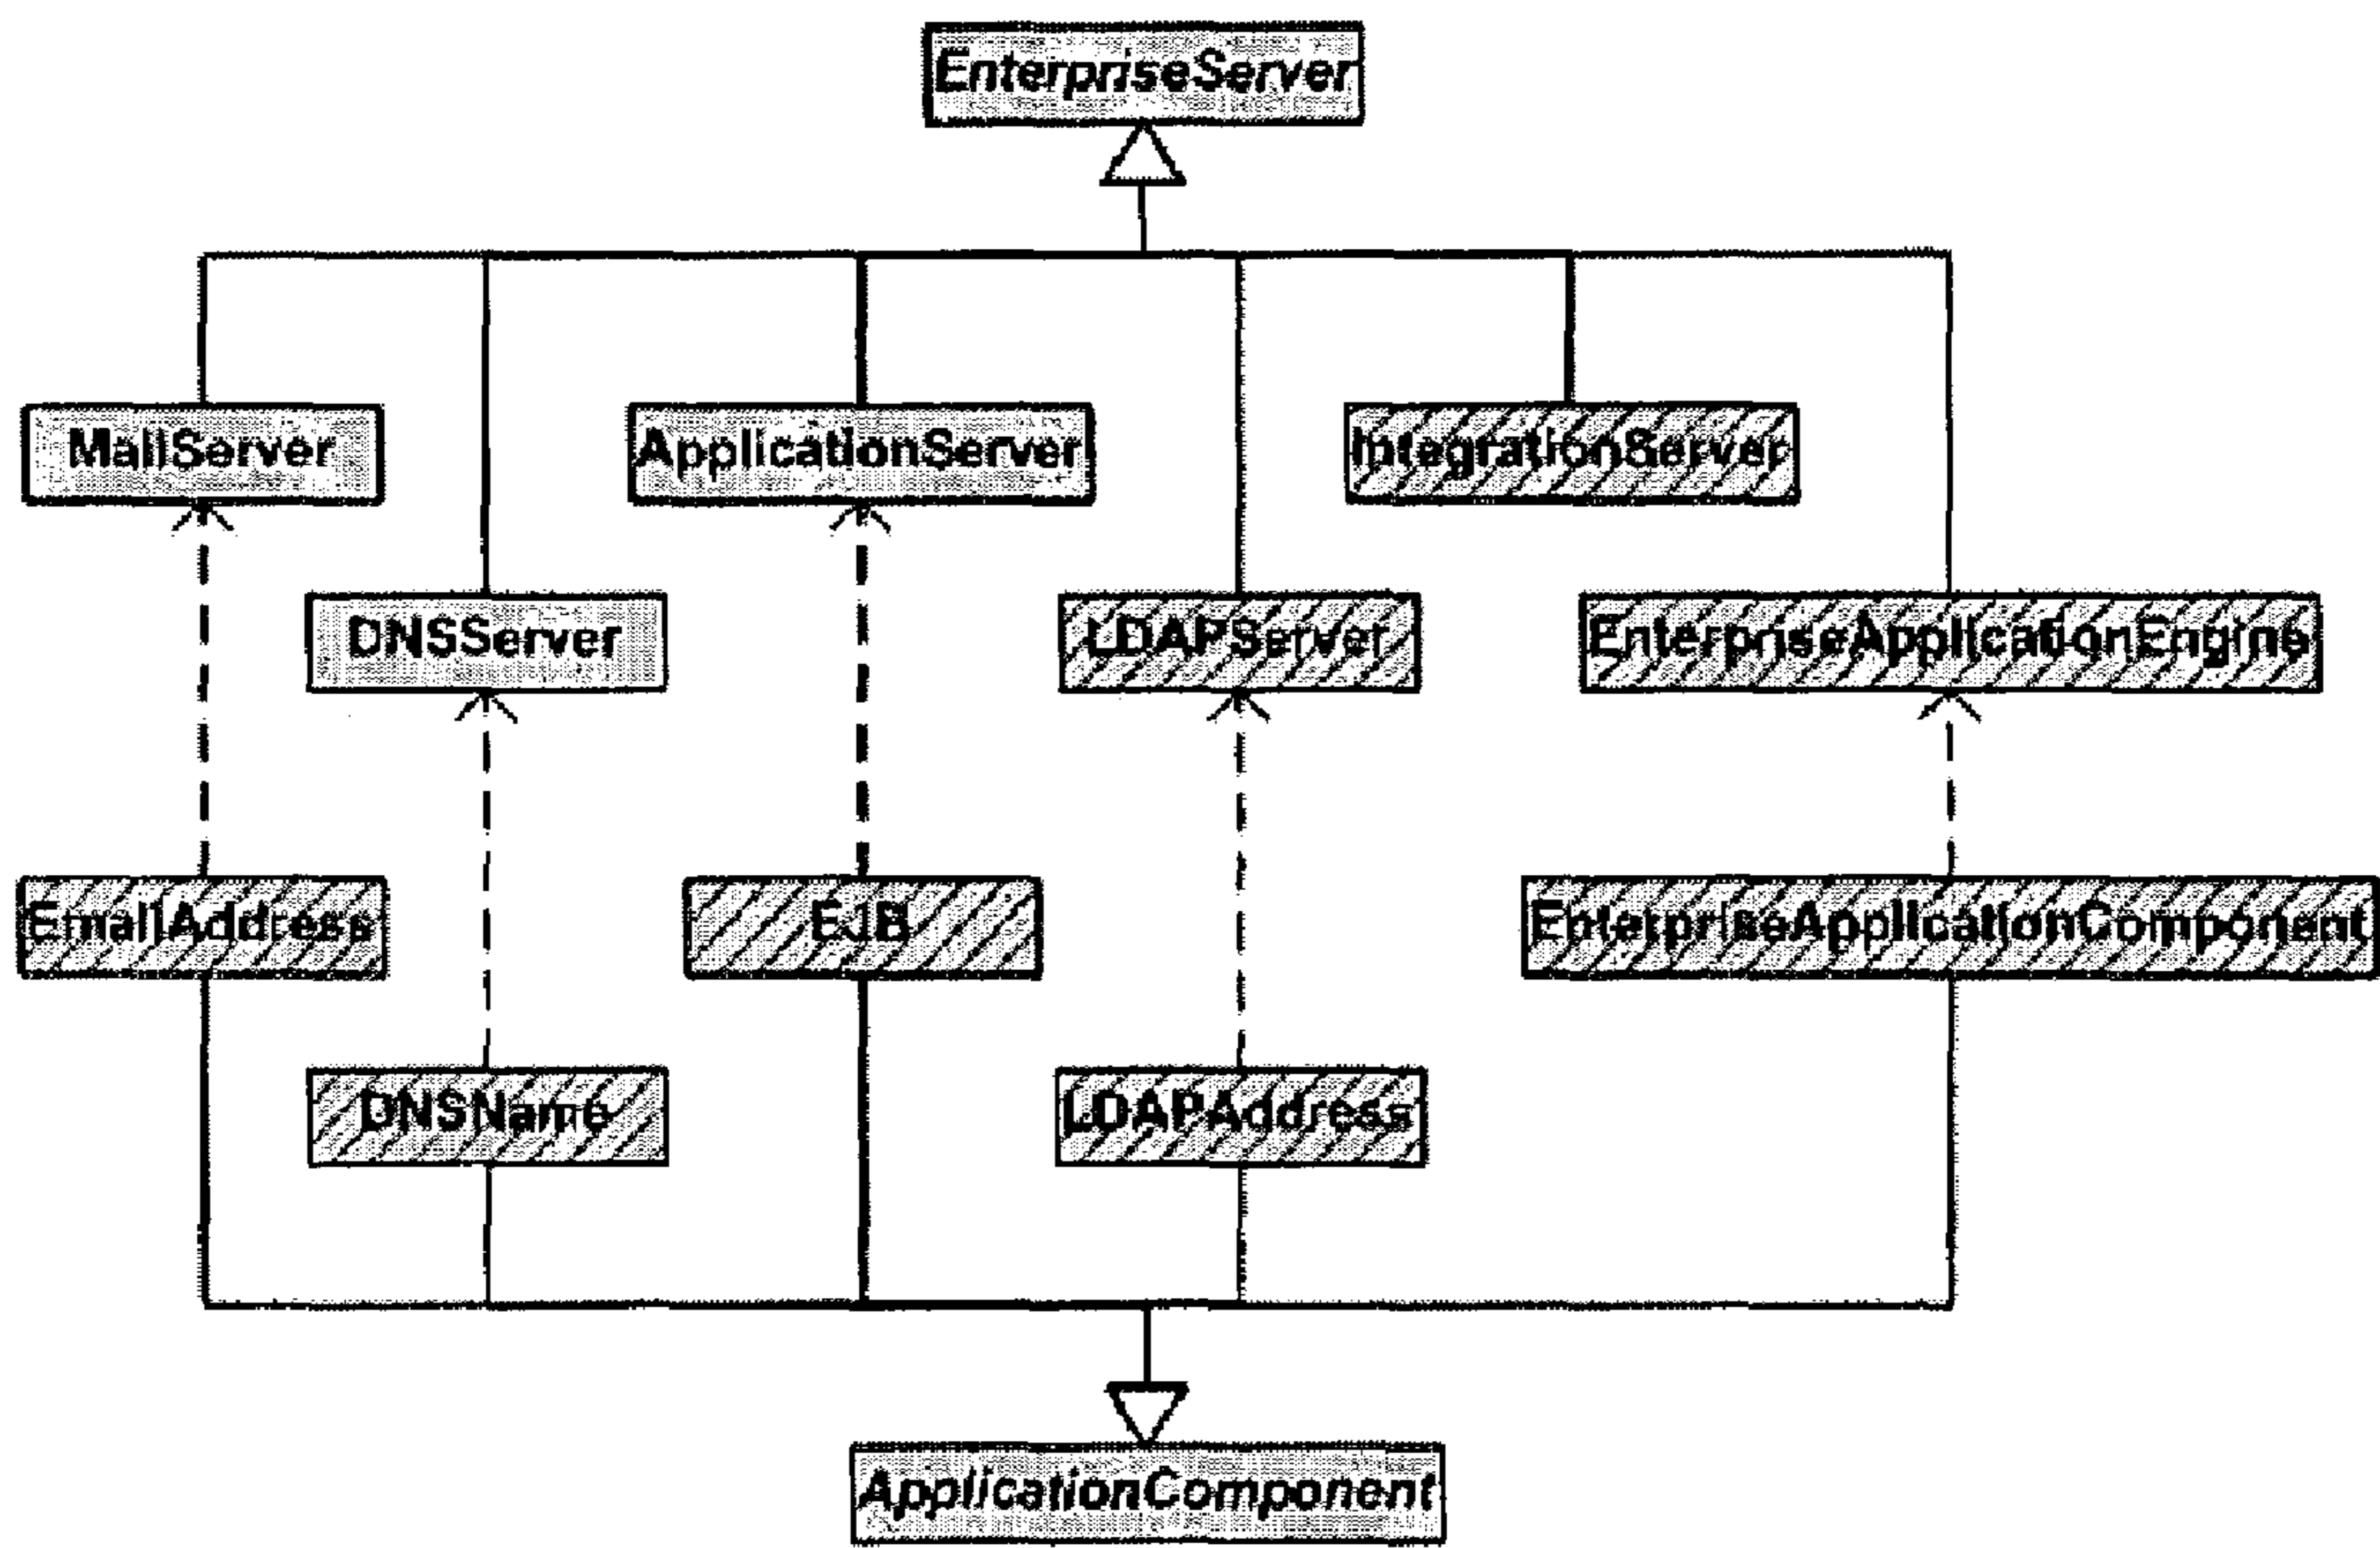 EnterpriseServer
MailServer
ApplicationServer
IntegrationServer
DNSServer
LDAPServer
EnterpriseApplicationEngine
EmailAddress
EJB
EnterpriseApplicationComponent
DNSName
LDAPAddress
ApplicationComponent